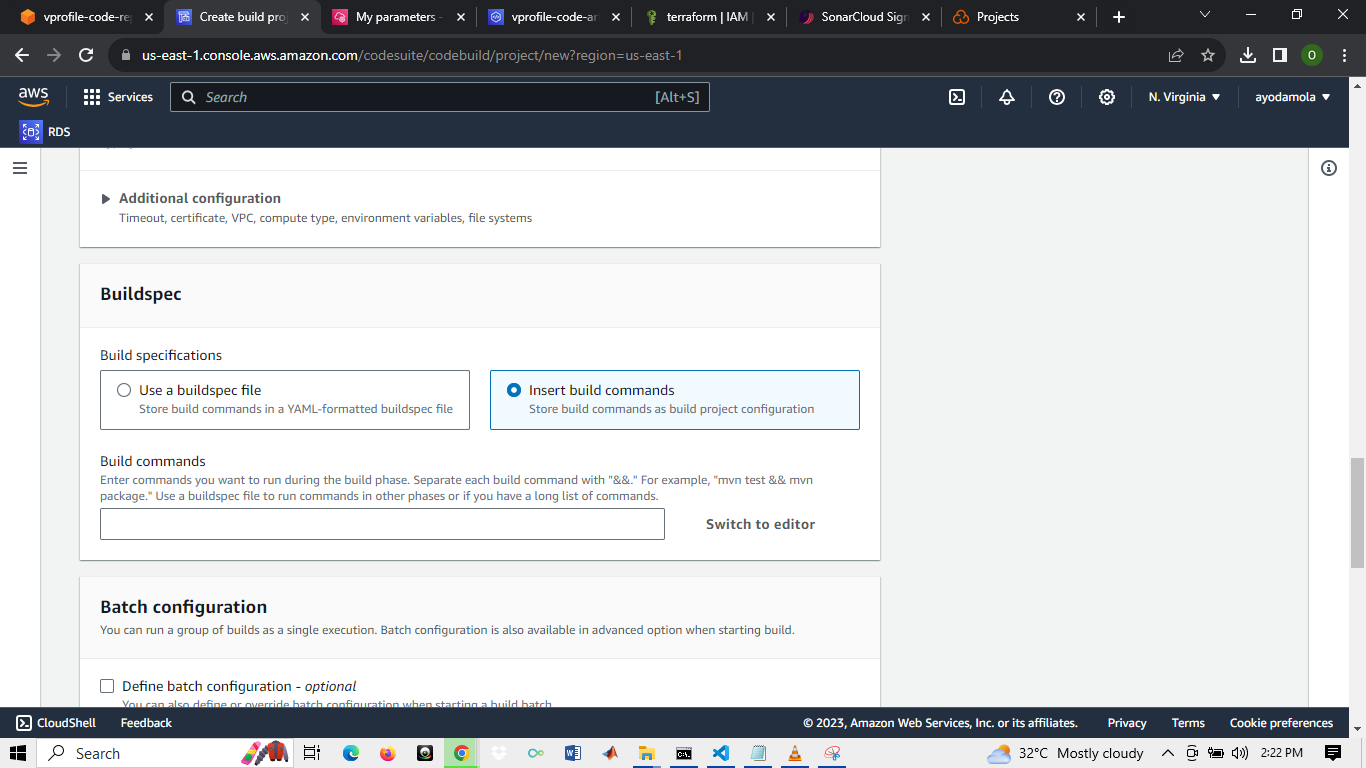 vprofile-code-rep
Create build proj
My parameters -
vprofile-code-ar
terraform | IAM |
SonarCloud Sign
Projects
us-east-1.console.aws.amazon.com/codesuite/codebuild/project/new?region=us-east-1
O
aws
Services
Search
[Alt+S]
N. Virginia
ayodamola
RDS
Additional configuration
Timeout, certificate, VPC, compute type, environment variables, file systems
Buildspec
Build specifications
Use a buildspec file
Store build commands in a YAML-formatted buildspec file
Insert build commands
Store build commands as build project configuration
Build commands
Enter commands you want to run during the build phase. Separate each build command with "&&." For example, "mvn test && mvn
package." Use a buildspec file to run commands in other phases or if you have a long list of commands.
Switch to editor
Batch configuration
You can run a group of builds as a single execution. Batch configuration is also available in advanced option when starting build.
Define batch configuration - optional
You can also define or override batch configuration when starting a build batch
CloudShell
Feedback
© 2023, Amazon Web Services, Inc. or its affiliates.
Privacy
Terms
Cookie preferences
Search
32°C Mostly cloudy
2:22 PM